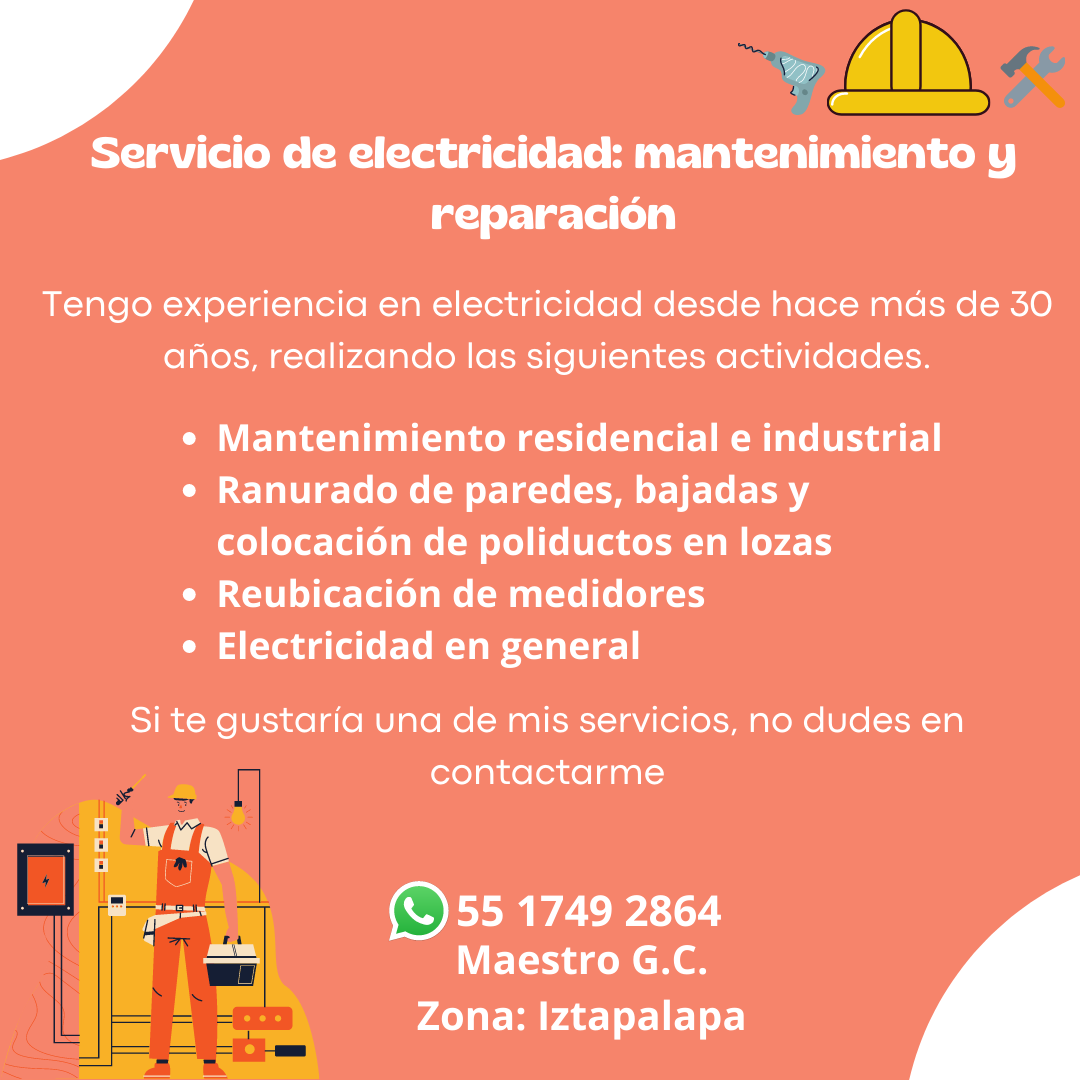 Servicio de electricidad: mantenimiento y
reparación
Tengo experiencia en electricidad desde hace más de 30
años, realizando las siguientes actividades.
• Mantenimiento residencial e industrial
• Ranurado de paredes, bajadas y
colocación de poliductos en lozas
• Reubicación de medidores
• Electricidad en general
Si te gustaría una de mis servicios, no dudes en
contactarme
55 1749 2864
Maestro G.C.
Zona: Iztapalapa